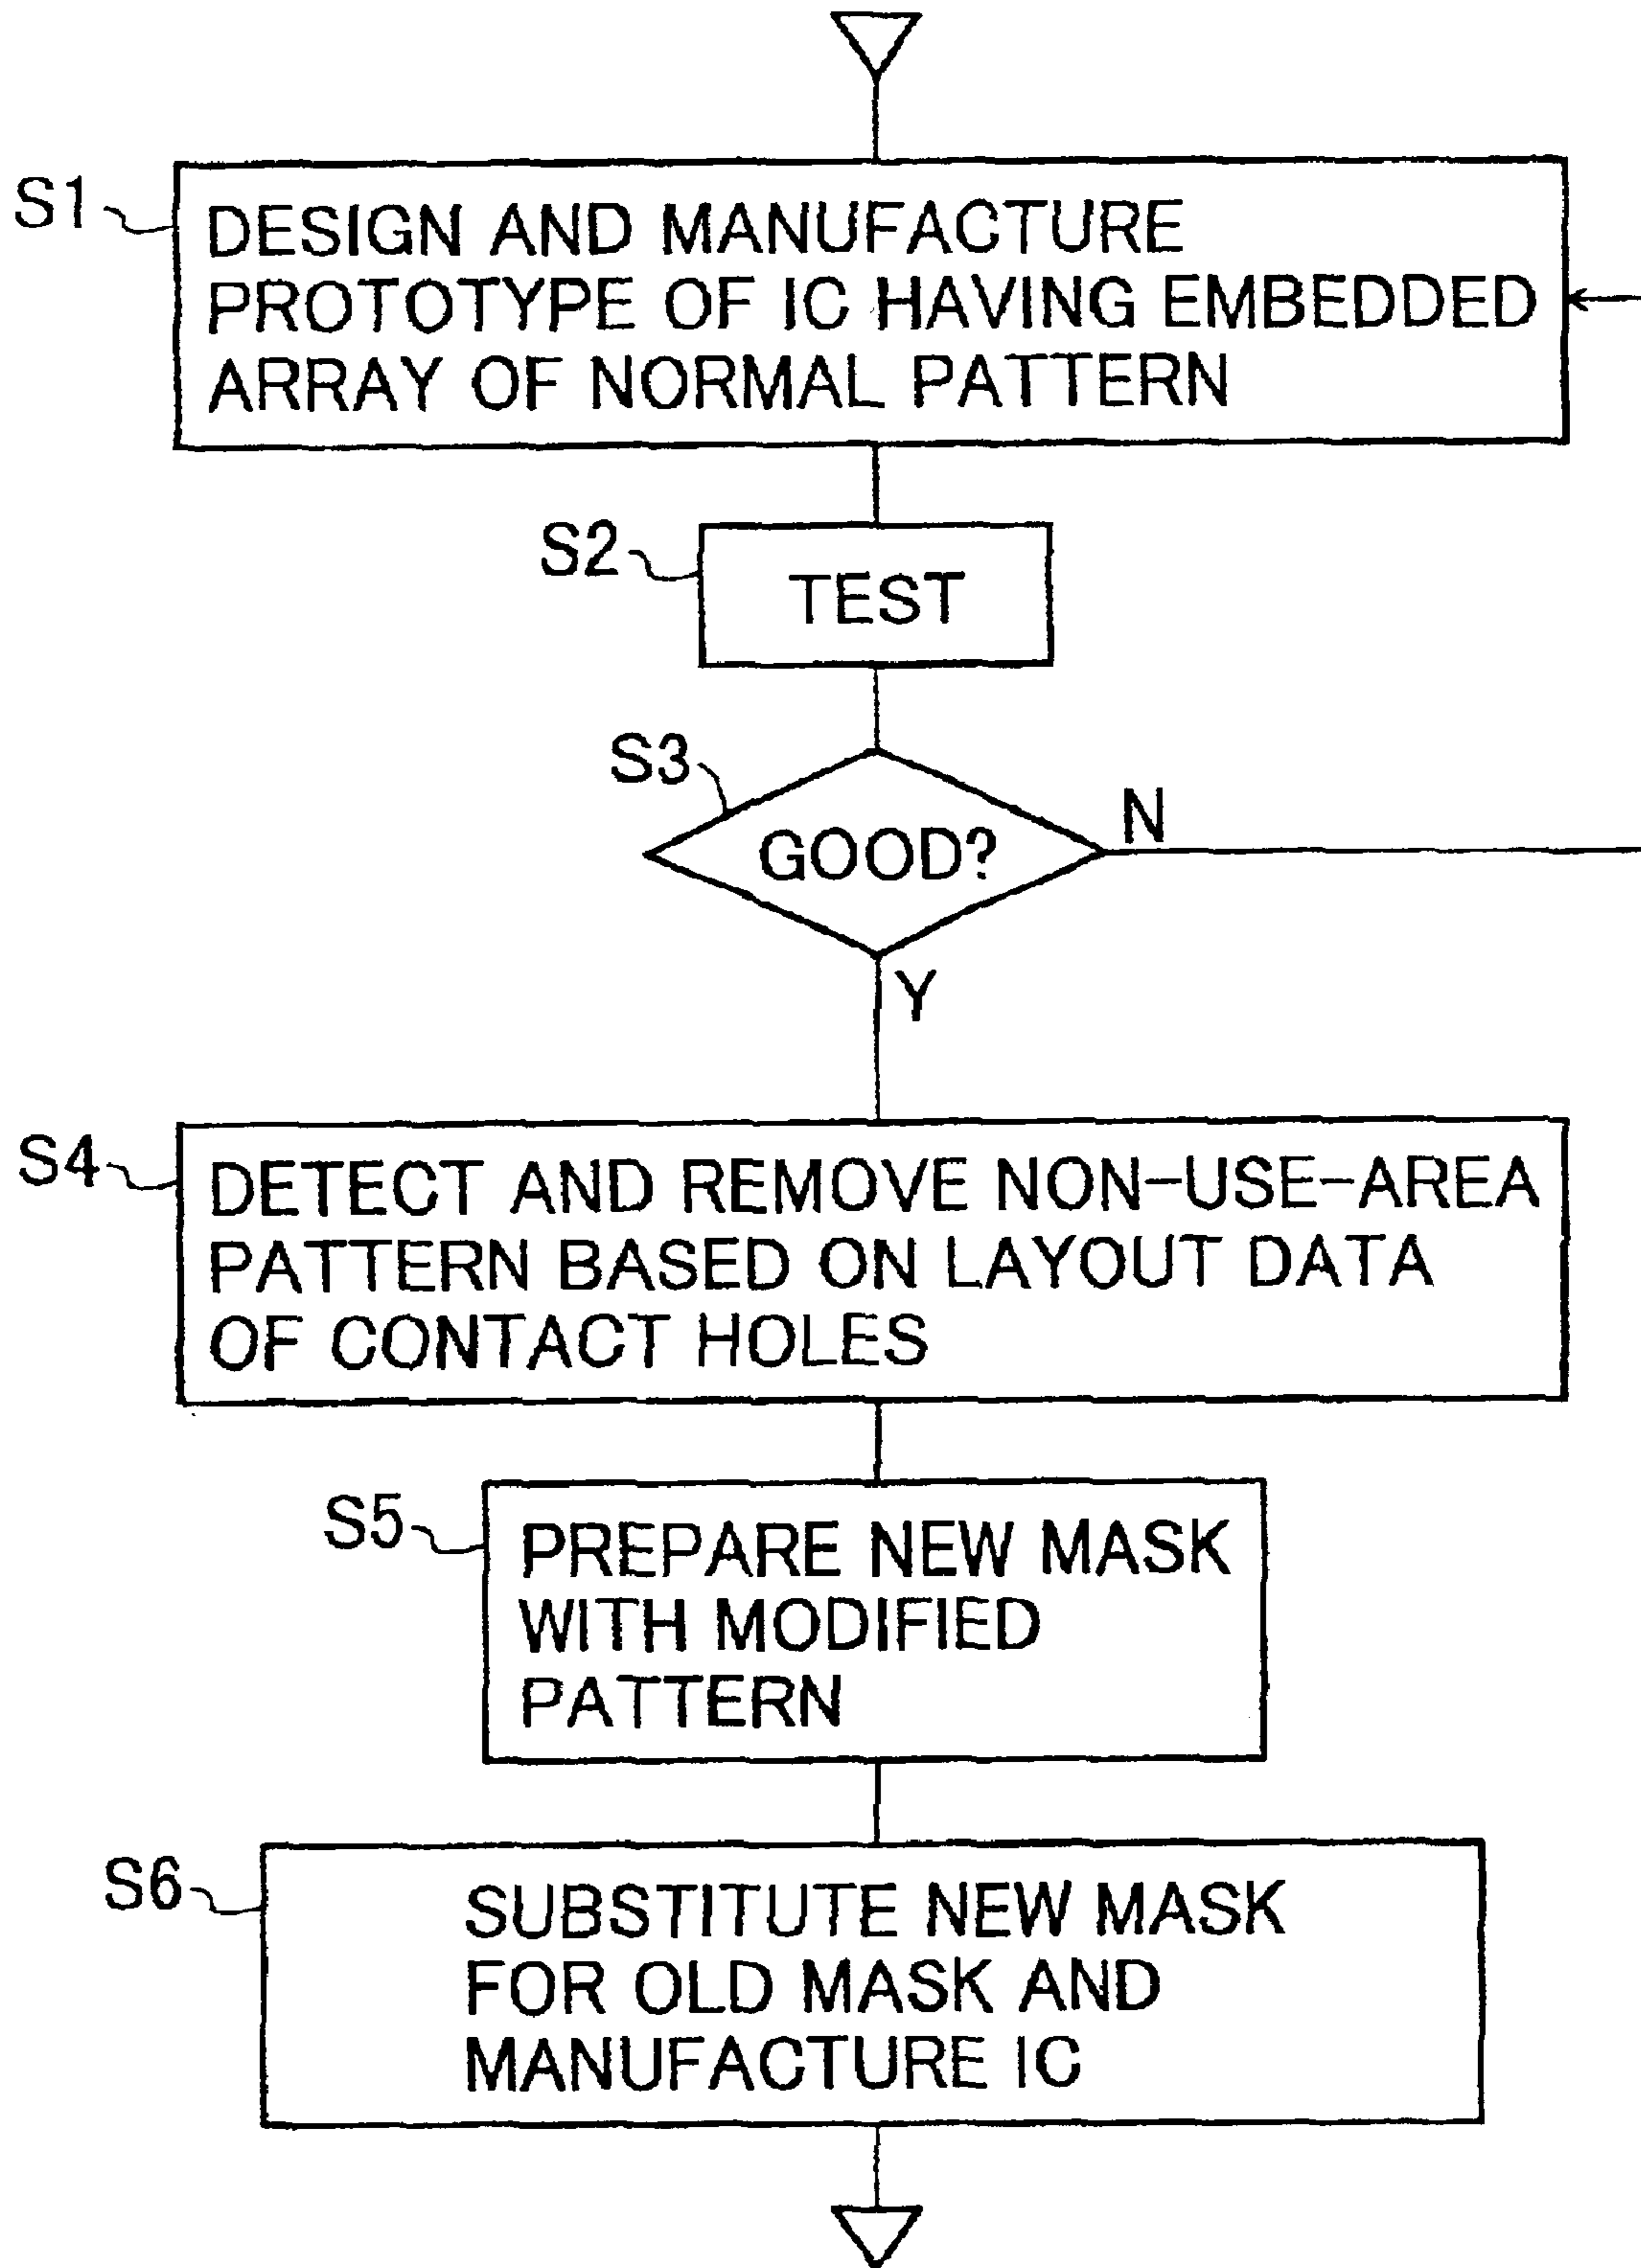 S1
DESIGN AND MANUFACTURE
PROTOTYPE OF IC HAVING EMBEDDED
ARRAY OF NORMAL PATTERN
S2
TEST
S3
GOOD?
N
Y
S4
DETECT AND REMOVE NON-USE-AREA
PATTERN BASED ON LAYOUT DATA
OF CONTACT HOLES
S5
PREPARE NEW MASK
WITH MODIFIED
PATTERN
S6
SUBSTITUTE NEW MASK
FOR OLD MASK AND
MANUFACTURE IC